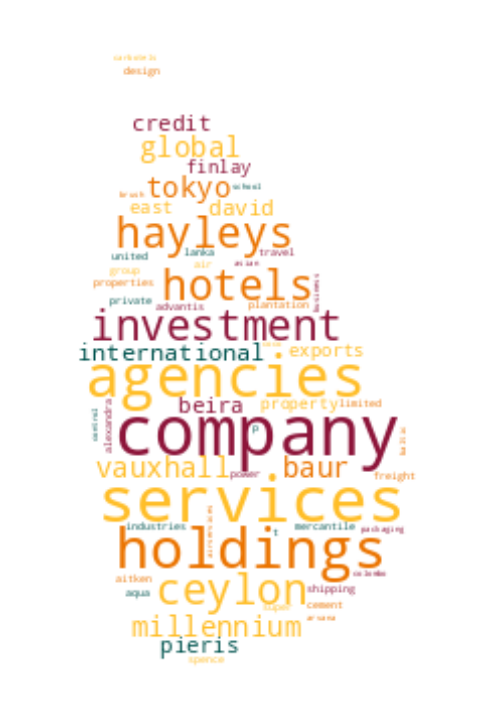 design
credit
global
finlay
tokyo
school
brush
east
david
hayleys
united
lanka
travel
air
asian
group
properties
hotels
business
private
advantis
plantation
investment
international
exports
agencies
beira
property
limited
alexandra
control
company
p
vauxhall
power
baur
freight
services
industries
t
mercantile
packaging
holdings
colombo
aitken
aqua
ceylon
shipping
super
cement
millennium
pieris
spence